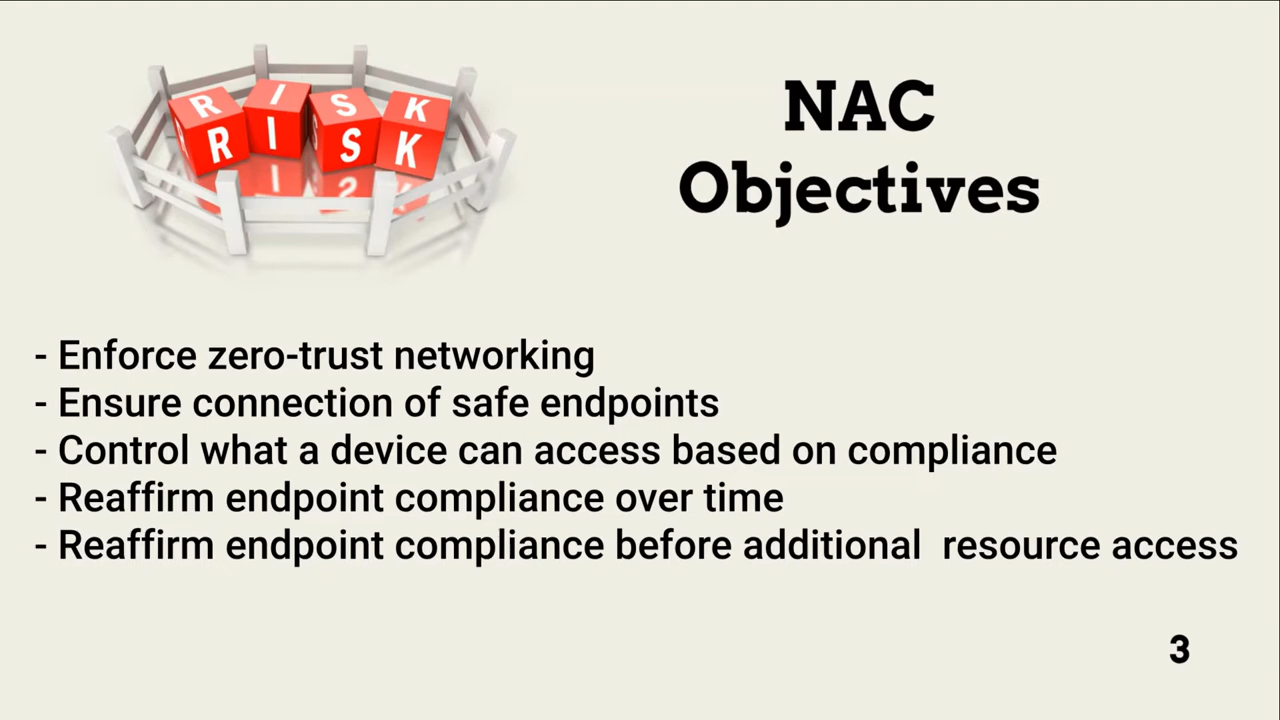 RISK
RISK
NAC
Objectives
- Enforce zero-trust networking
- Ensure connection of safe endpoints
- Control what a device can access based on compliance
- Reaffirm endpoint compliance over time
- Reaffirm endpoint compliance before additional  resource access
3